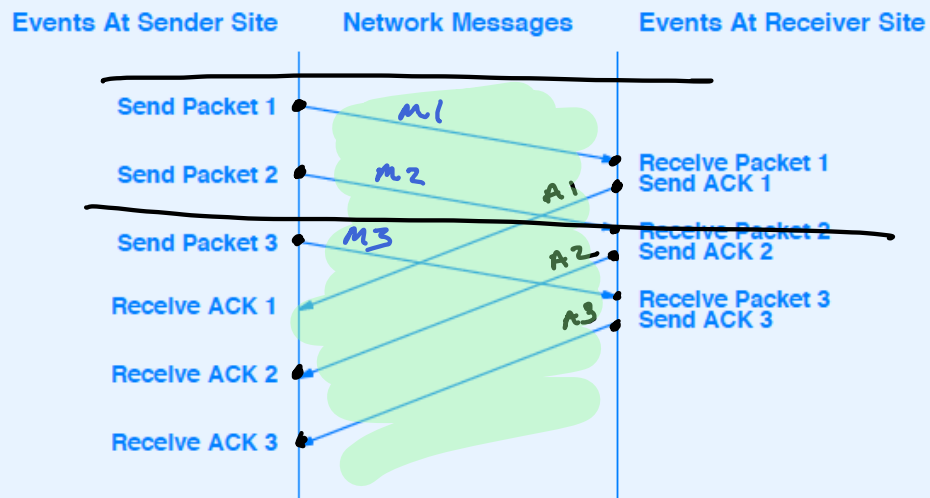 Events At Sender Site Network Messages Events At Receiver Site
Send Packet 1
M1
Receive Packet 1
Send Packet 2
M2
A1
Send ACK 1
Receive Packet 2
Send Packet 3
M3
A2
Send ACK 2
Receive ACK 1
Receive Packet 3
A3
Send ACK 3
Receive ACK 2
Receive ACK 3